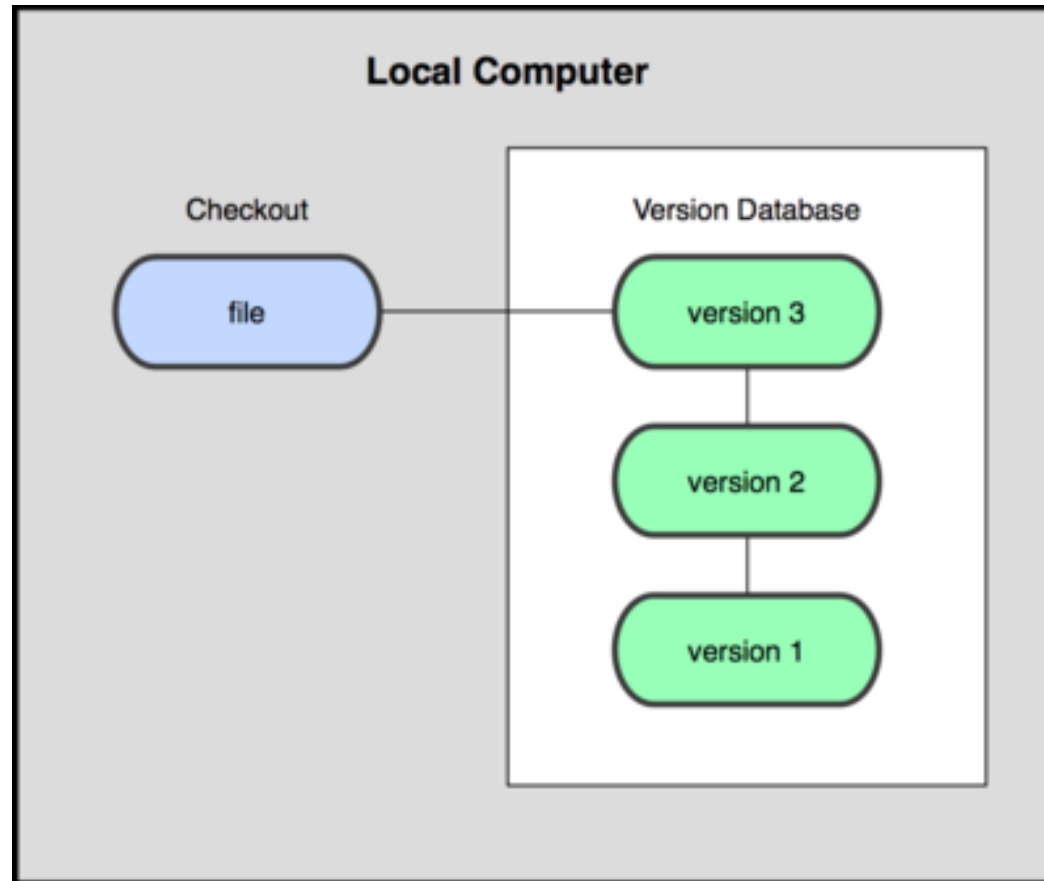 Local Computer
Checkout
Version Database
file
version 3
version 2
version 1